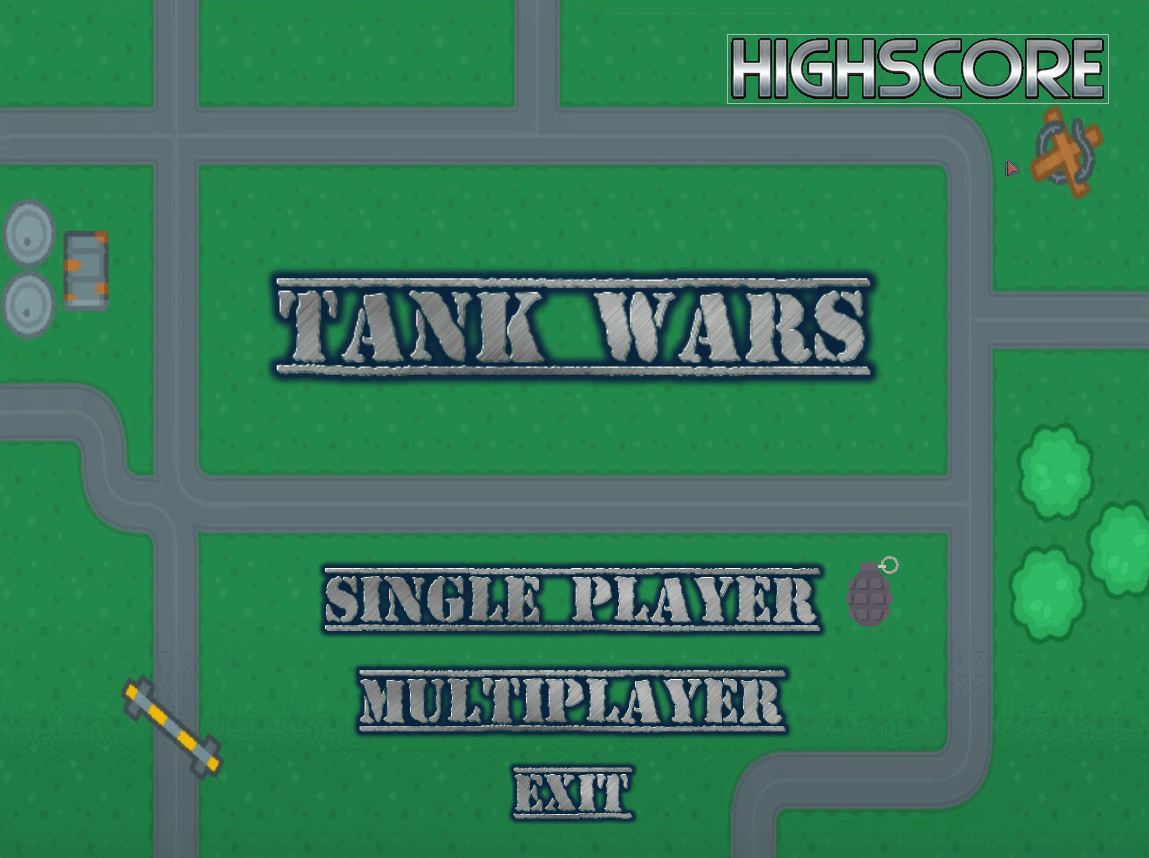 HIGHSCORE
TANK WARS
SINGLE PLAYER
MULTIPLAYER
EXIT